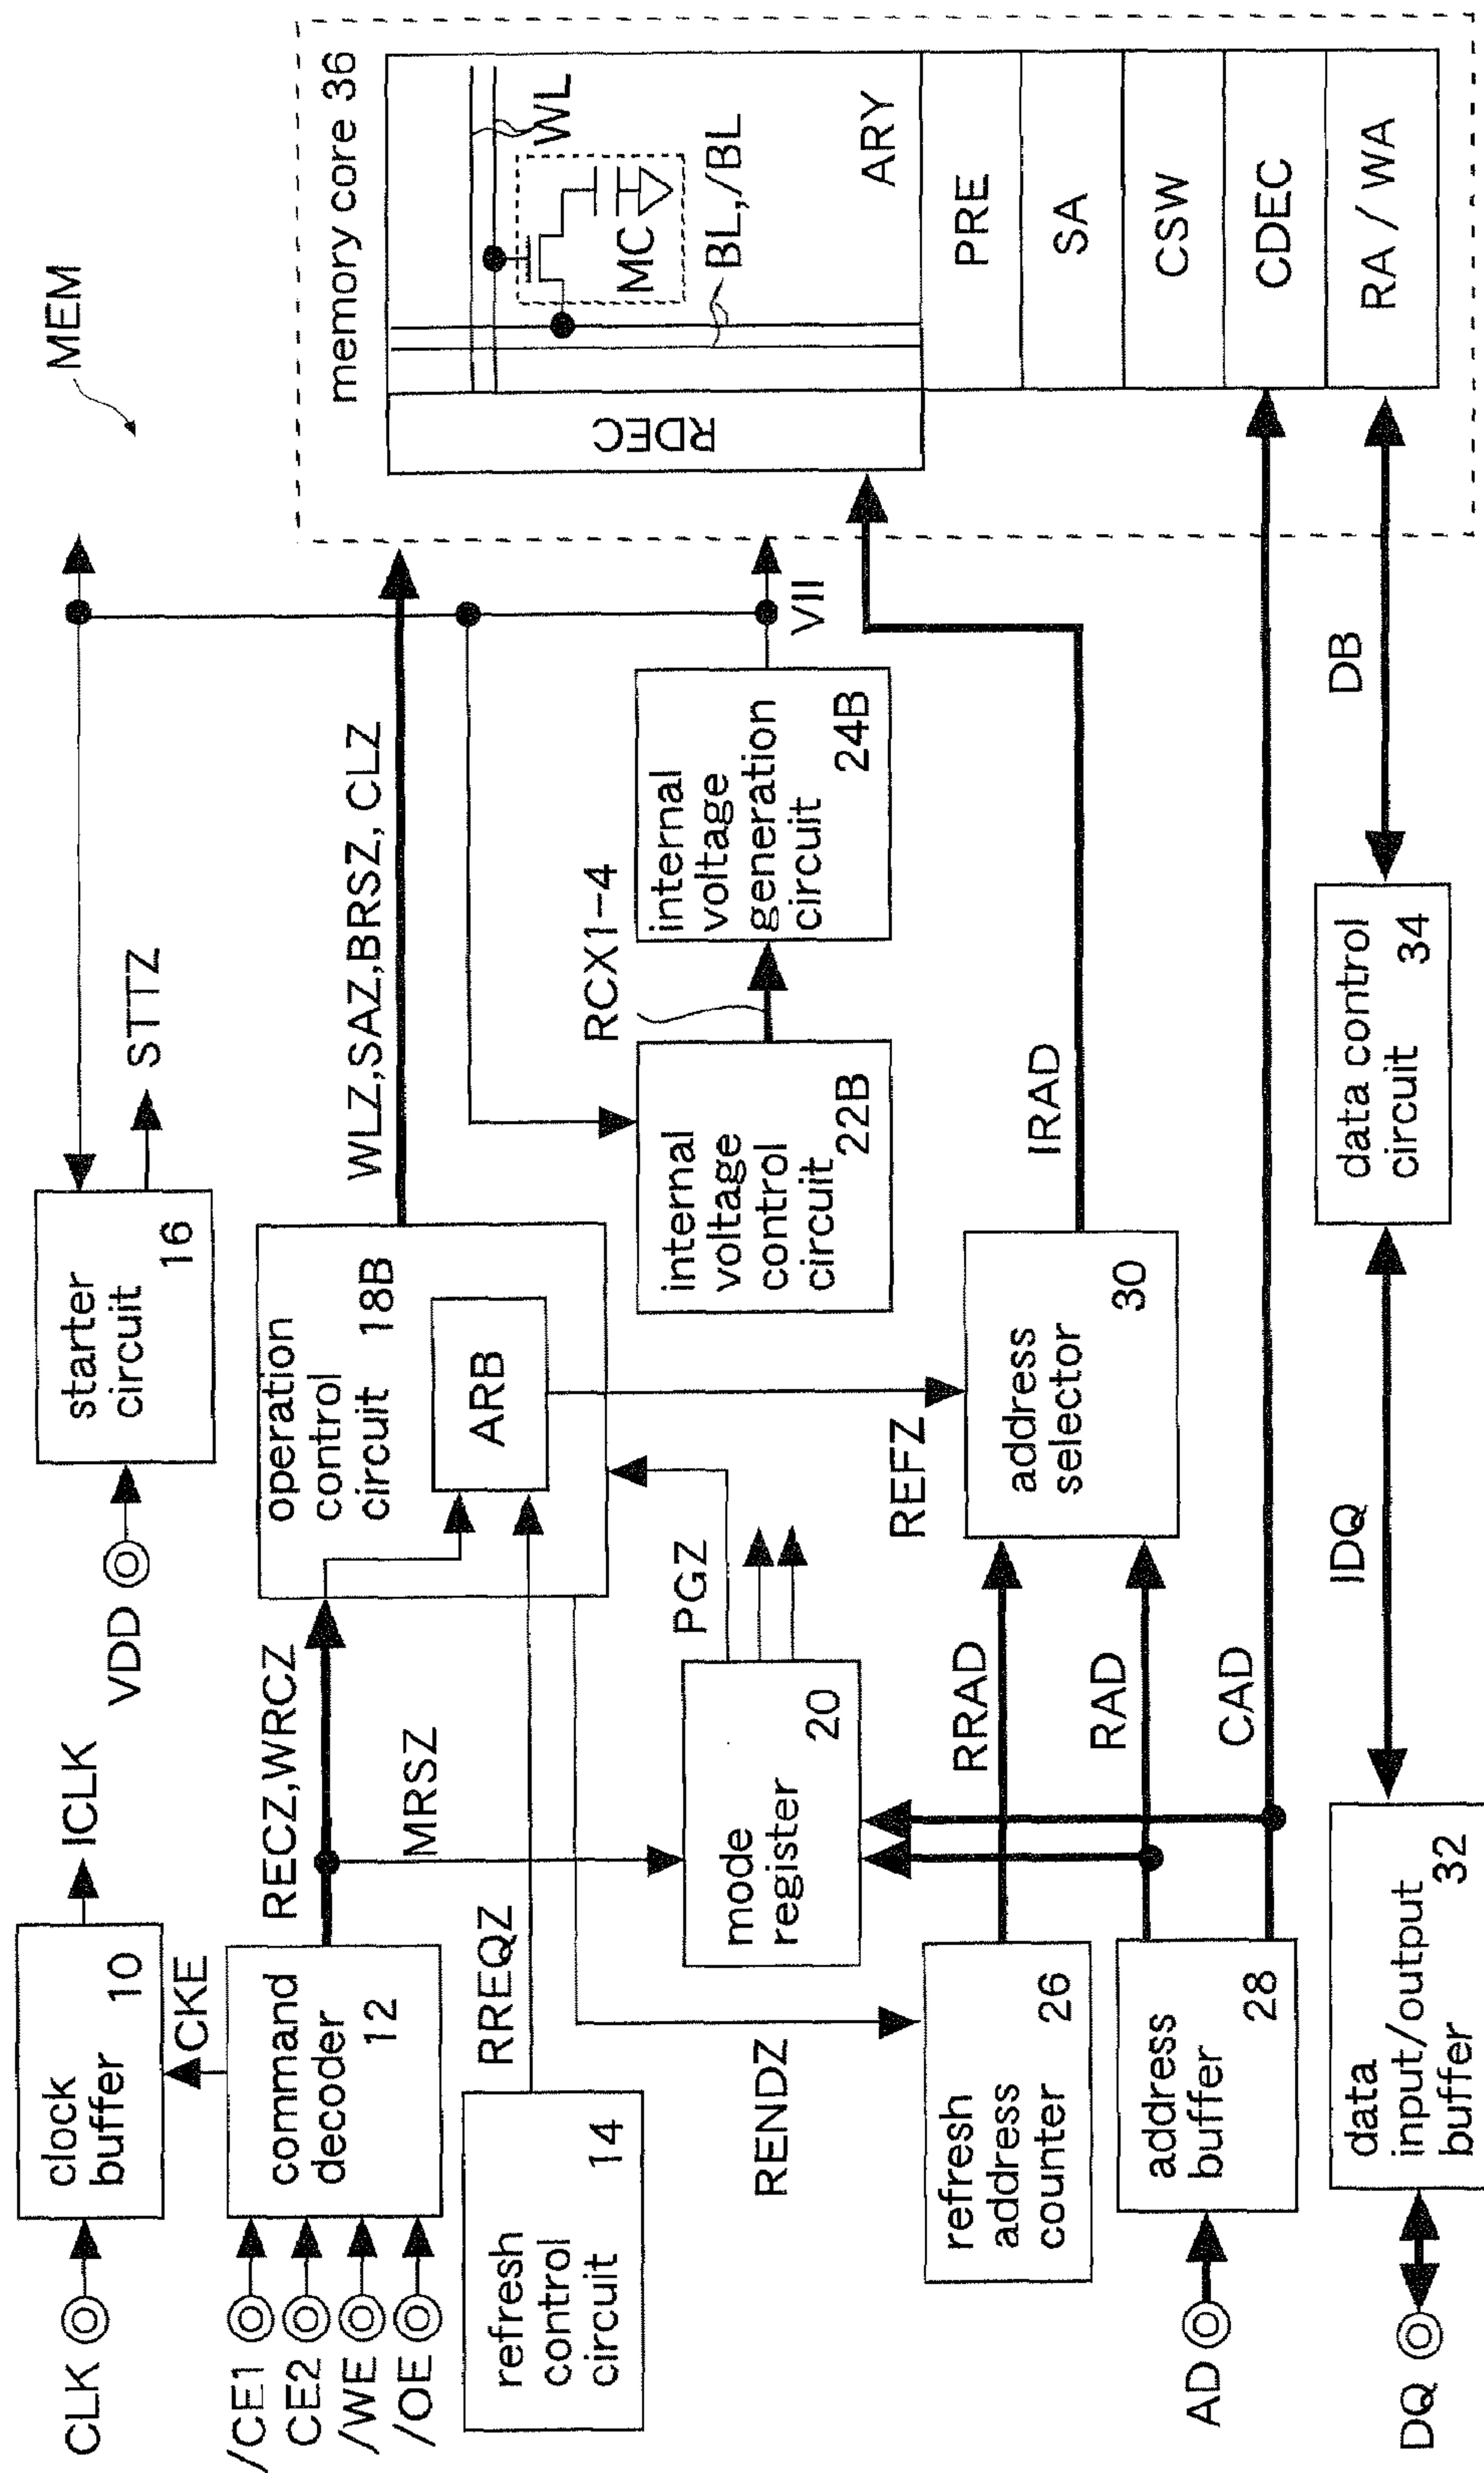 MEM
CLK
clock
buffer
10
ICLK
VDD
starter
circuit
16
STTZ
CKE
/CE1
CE2
/WE
/OE
command
decoder
12
RECZ,WRCZ
MRSZ
operation
control
circuit
18B
ARB
WLZ,SAZ,BRSZ, CLZ
refresh
control
circuit
14
RREQZ
RENDZ
mode
register
20
PGZ
REFZ
internal
voltage
control
circuit
22B
RCX1-4
internal
voltage
generation
circuit
24B
VII
refresh
address
counter
26
RRAD
AD
address
buffer
28
RAD
CAD
address
selector
30
IRAD
DQ
data
input/output
buffer
32
IDQ
data control
circuit
34
DB
memory core 36
RDEC
WL
MC
BL,/BL
ARY
PRE
SA
CSW
CDEC
RA / WA